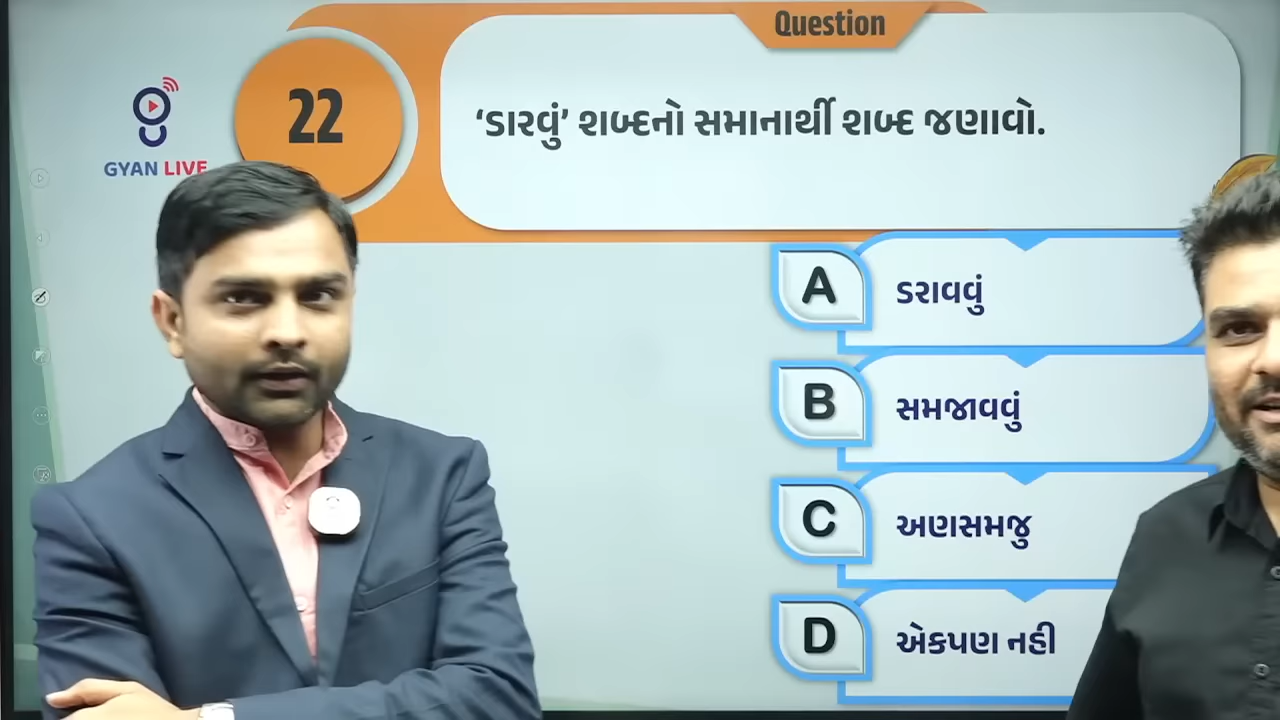 Question
22
‘ડારવું’ શબ્દનો સમાનાર્થી શબ્દ જણાવો.
GYAN LIVE
A ડરાવવું
B સમજાવવું
C અણસમજુ
D એકપણ નહી